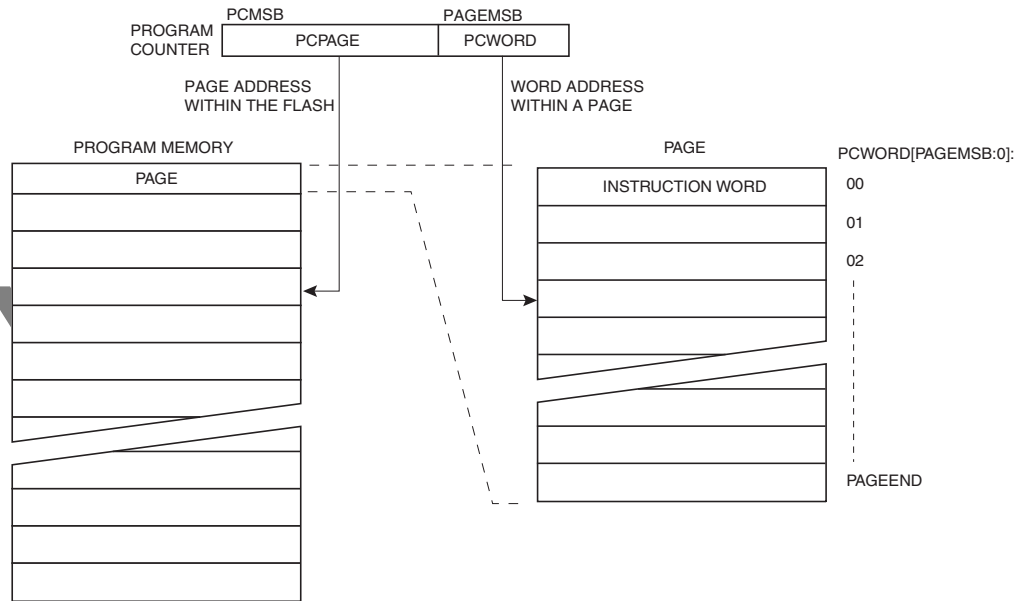 PCMSB
PAGEMSB
PROGRAM
COUNTER
PCPAGE
PCWORD
PAGE ADDRESS
WITHIN THE FLASH
WORD ADDRESS
WITHIN A PAGE
PROGRAM MEMORY
PAGE
PAGE
INSTRUCTION WORD
PCWORD[PAGEMSB:0]:
00
01
02
PAGEEND